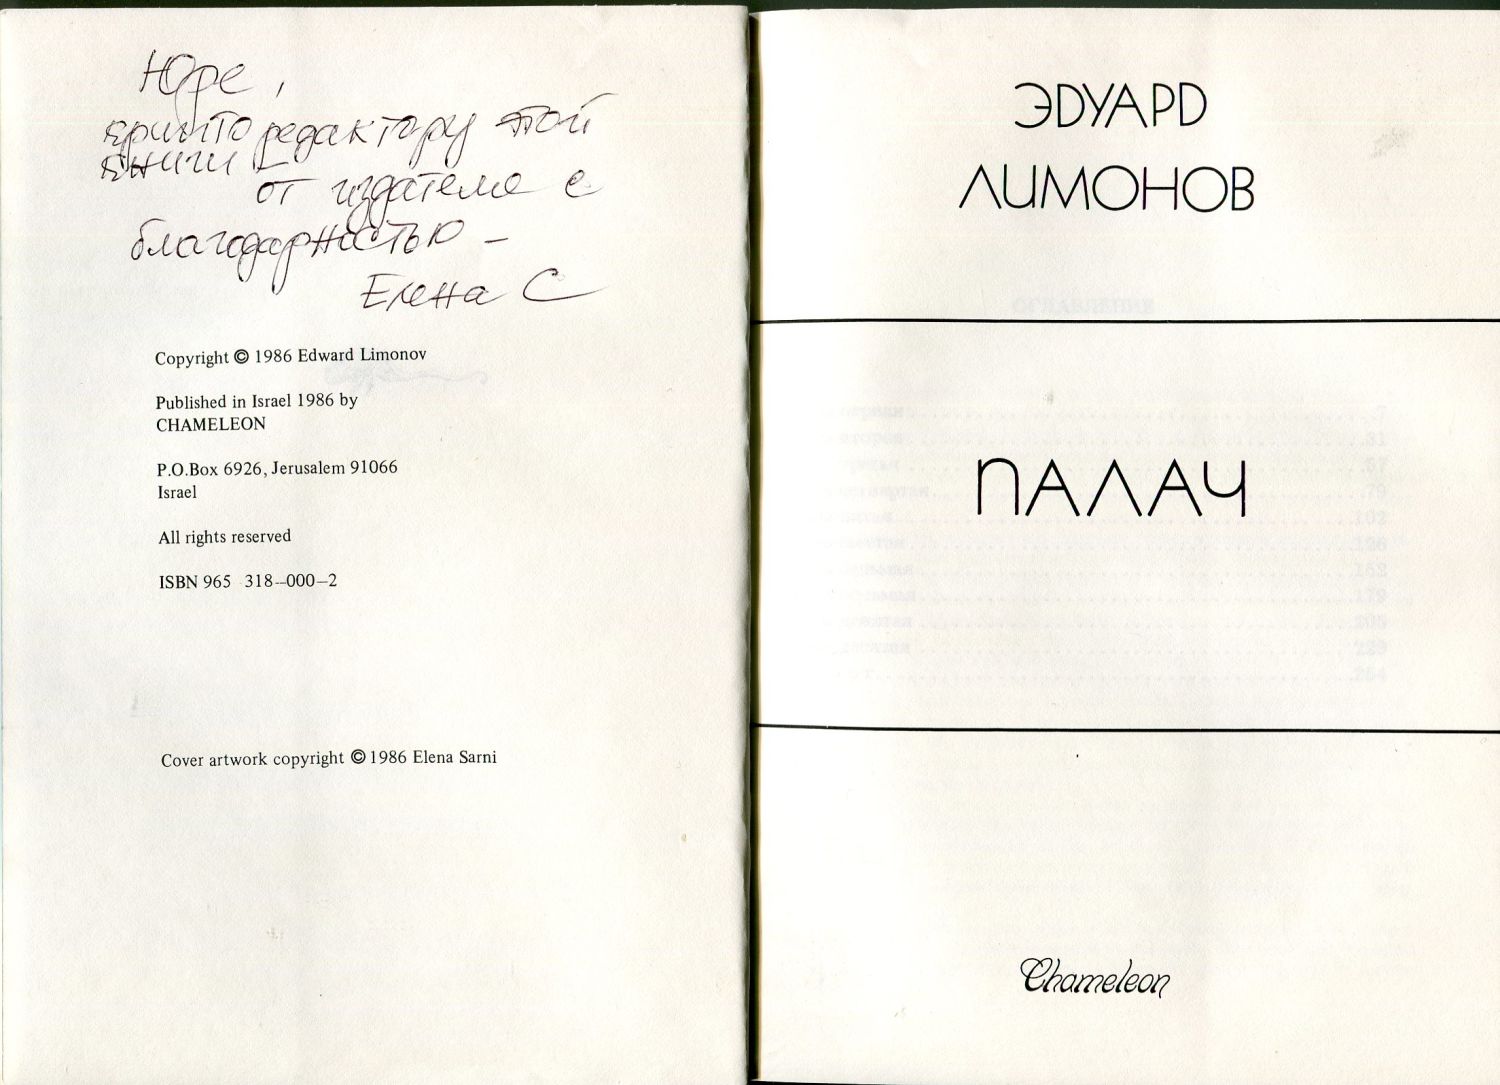 Юре,
криптoредактору этой
книги –
от издателя с
благодарностью –
Елена С
Copyright © 1986 Edward Limonov
Published in Israel 1986 by
CHAMELEON
P.O.Box 6926, Jerusalem 91066
Israel
All rights reserved
ISBN 965 318–000–2
Cover artwork copyright © 1986 Elena Sarni
ЭДУАРД
ЛИМОНОВ
ПАЛАЧ
Chameleon